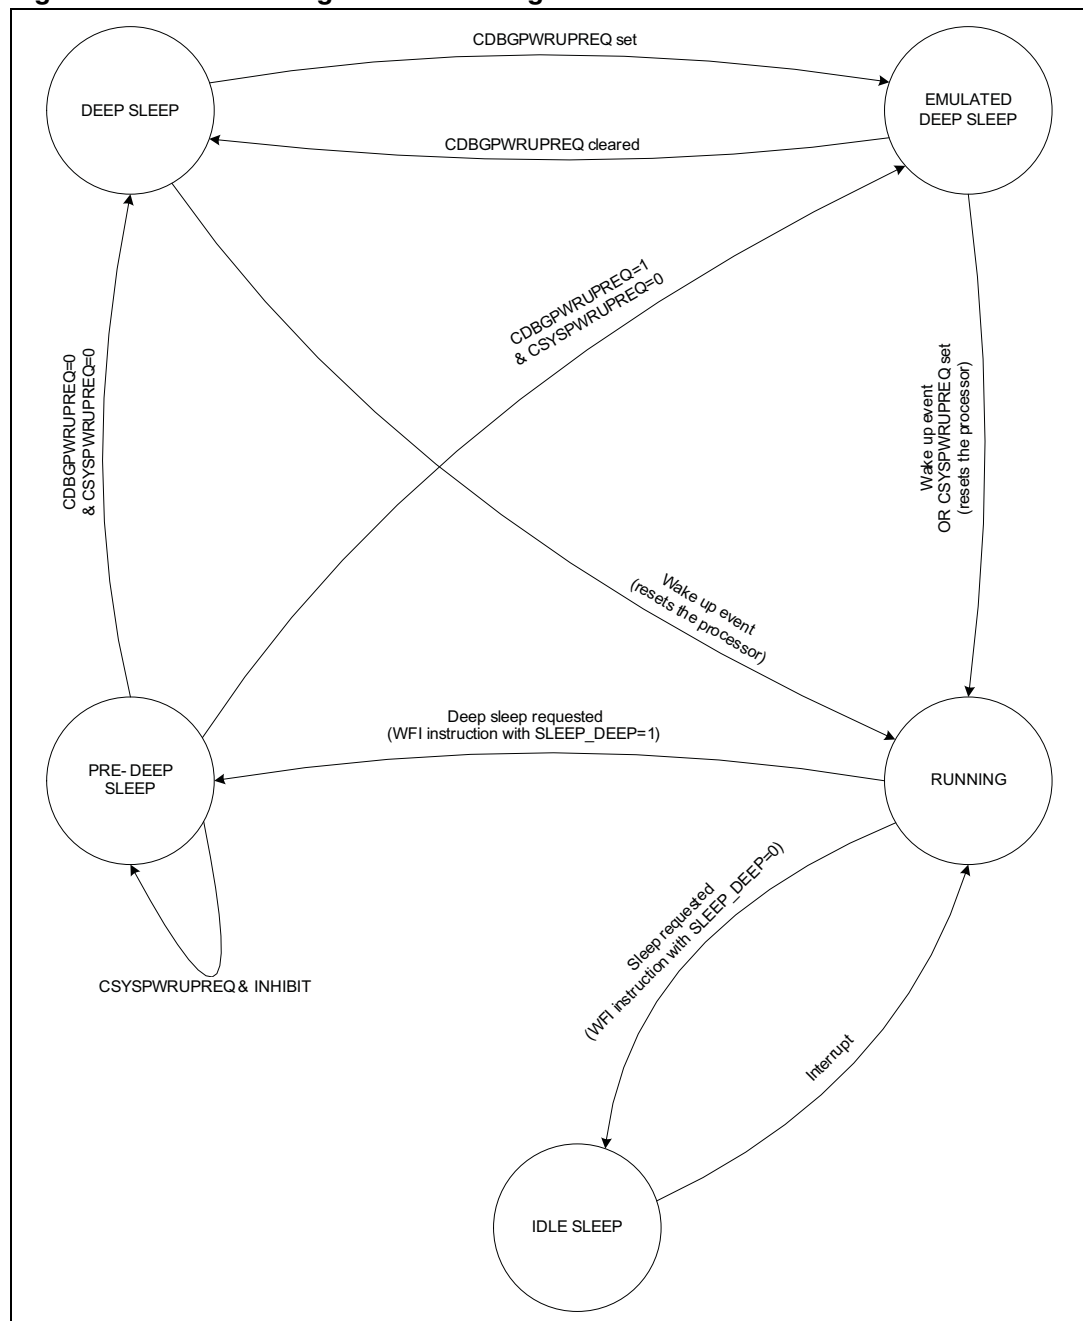 CDBGPWRUPREQ set
DEEP SLEEP
EMULATED
DEEP SLEEP
CDBGPWRUPREQ cleared
CDBGPWRUPREQ=1
& CSYSPWRUPREQ=0
CDBGPWRUPREQ=0
& CSYSPWRUPREQ=0
Wake up event
OR CSYSPWRUPREQ set
(resets the processor)
Wake up event
(resets the processor)
Deep sleep requested
(WFI instruction with SLEEP_DEEP=1)
PRE- DEEP
SLEEP
RUNNING
Sleep requested
(WFI instruction with SLEEP_DEEP=0)
CSYSPWRUPREQ & INHIBIT
Interrupt
IDLE SLEEP